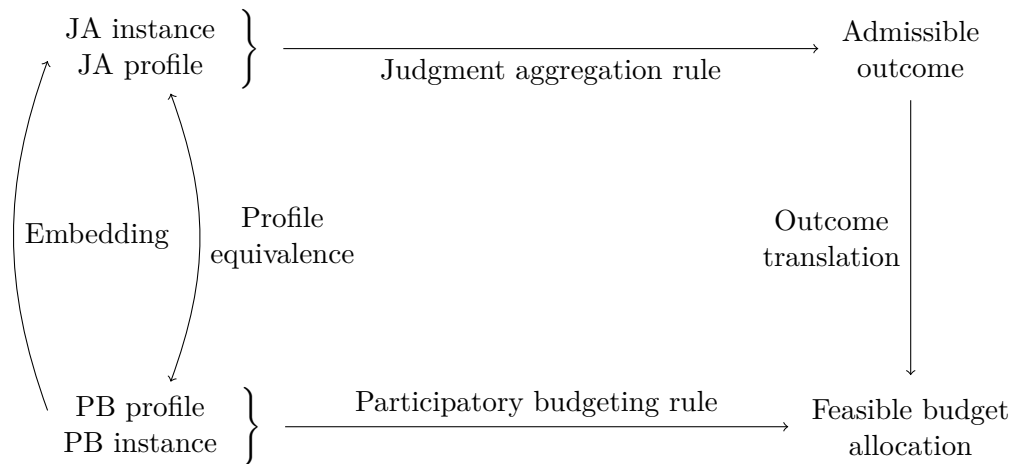 JA instance
JA profile
Judgment aggregation rule
Admissible
outcome
Embedding
Profile
equivalence
Outcome
translation
PB profile
PB instance
Participatory budgeting rule
Feasible budget
allocation